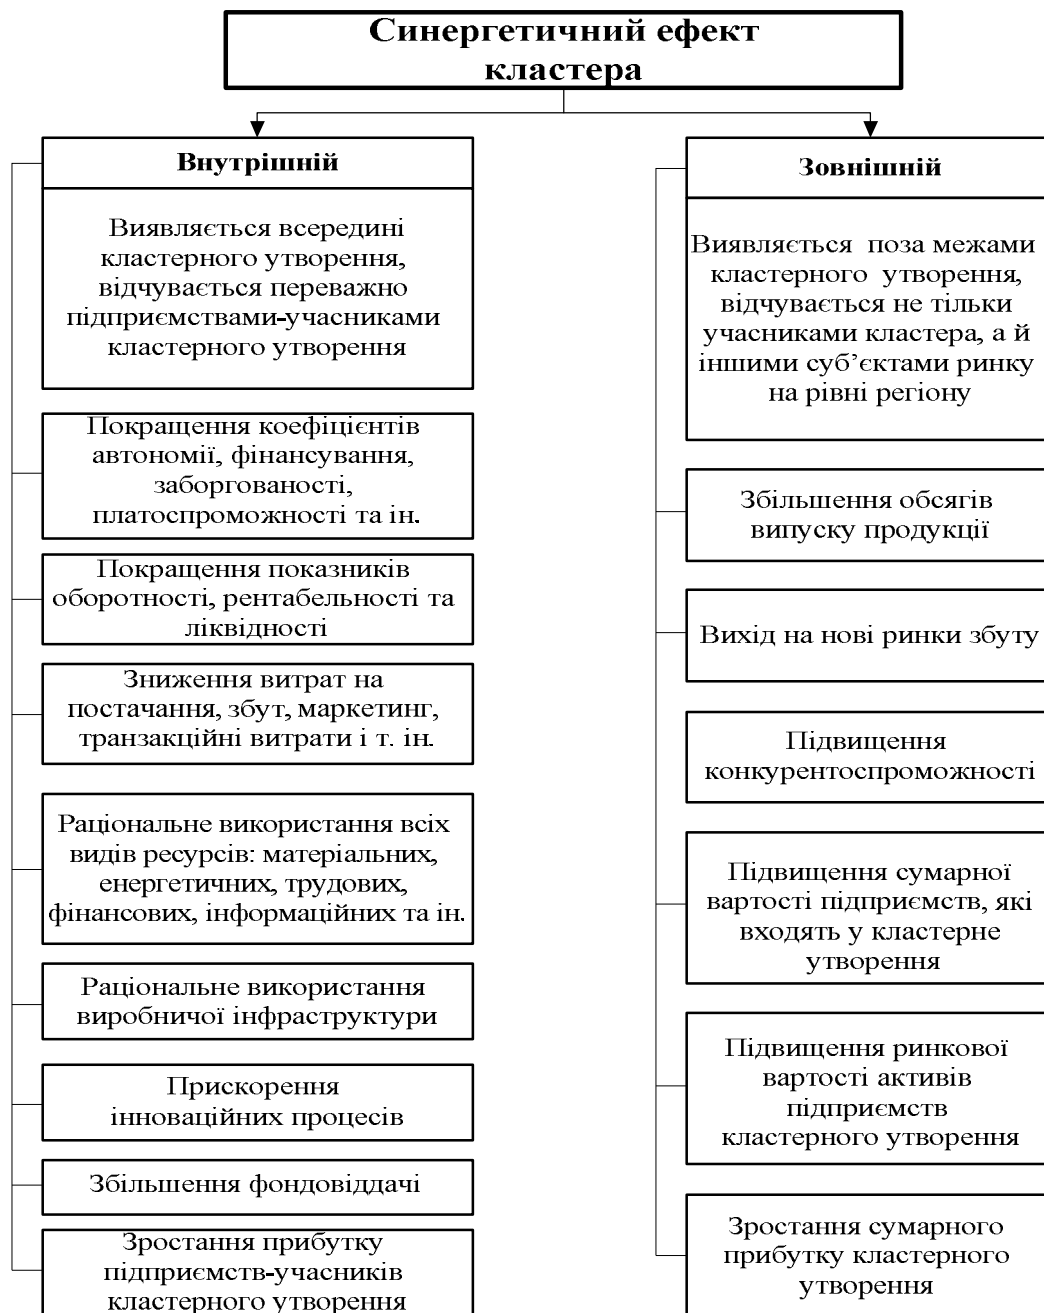 Синергетичний ефект
кластера
Внутрішній
Виявляється всередині
кластерного утворення,
відчувається переважно
підприємствами-учасниками
кластерного утворення
Покращення коефіцієнтів
автономії, фінансування,
заборгованості,
платоспроможності та ін.
Покращення показників
оборотності, рентабельності та
ліквідності
Зниження витрат на
постачання, збут, маркетинг,
транзакційні витрати і т. ін.
Раціональне використання всіх
видів ресурсів: матеріальних,
енергетичних, трудових,
фінансових, інформаційних та ін.
Раціональне використання
виробничої інфраструктури
Прискорення
інноваційних процесів
Збільшення фондовіддачі
Зростання прибутку
підприємств-учасників
кластерного утворення
Зовнішній
Виявляється поза межами
кластерного утворення,
відчувається не тільки
учасниками кластера, а й
іншими суб’єктами ринку
на рівні регіону
Збільшення обсягів
випуску продукції
Вихід на нові ринки збуту
Підвищення
конкурентоспроможності
Підвищення сумарної
вартості підприємств, які
входять у кластерне
утворення
Підвищення ринкової
вартості активів
підприємств
кластерного утворення
Зростання сумарного
прибутку кластерного
утворення